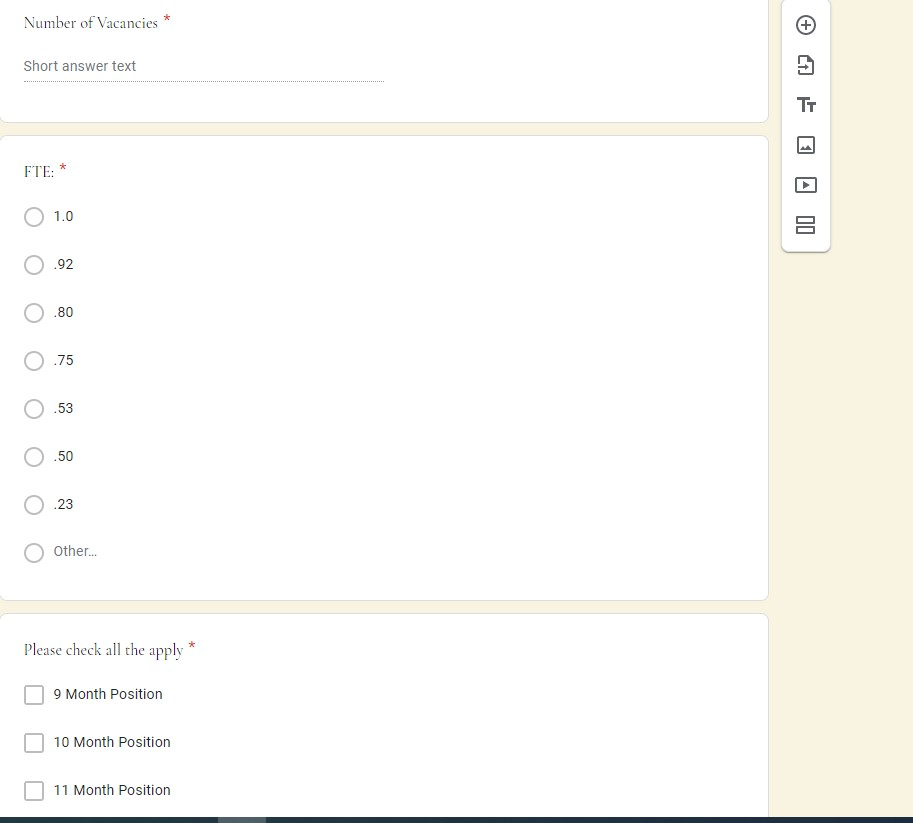 Number of Vacancies *
Short answer text
FTE: *
1.0
.92
.80
.75
.53
.50
.23
Other...
Please check all the apply *
9 Month Position
10 Month Position
11 Month Position